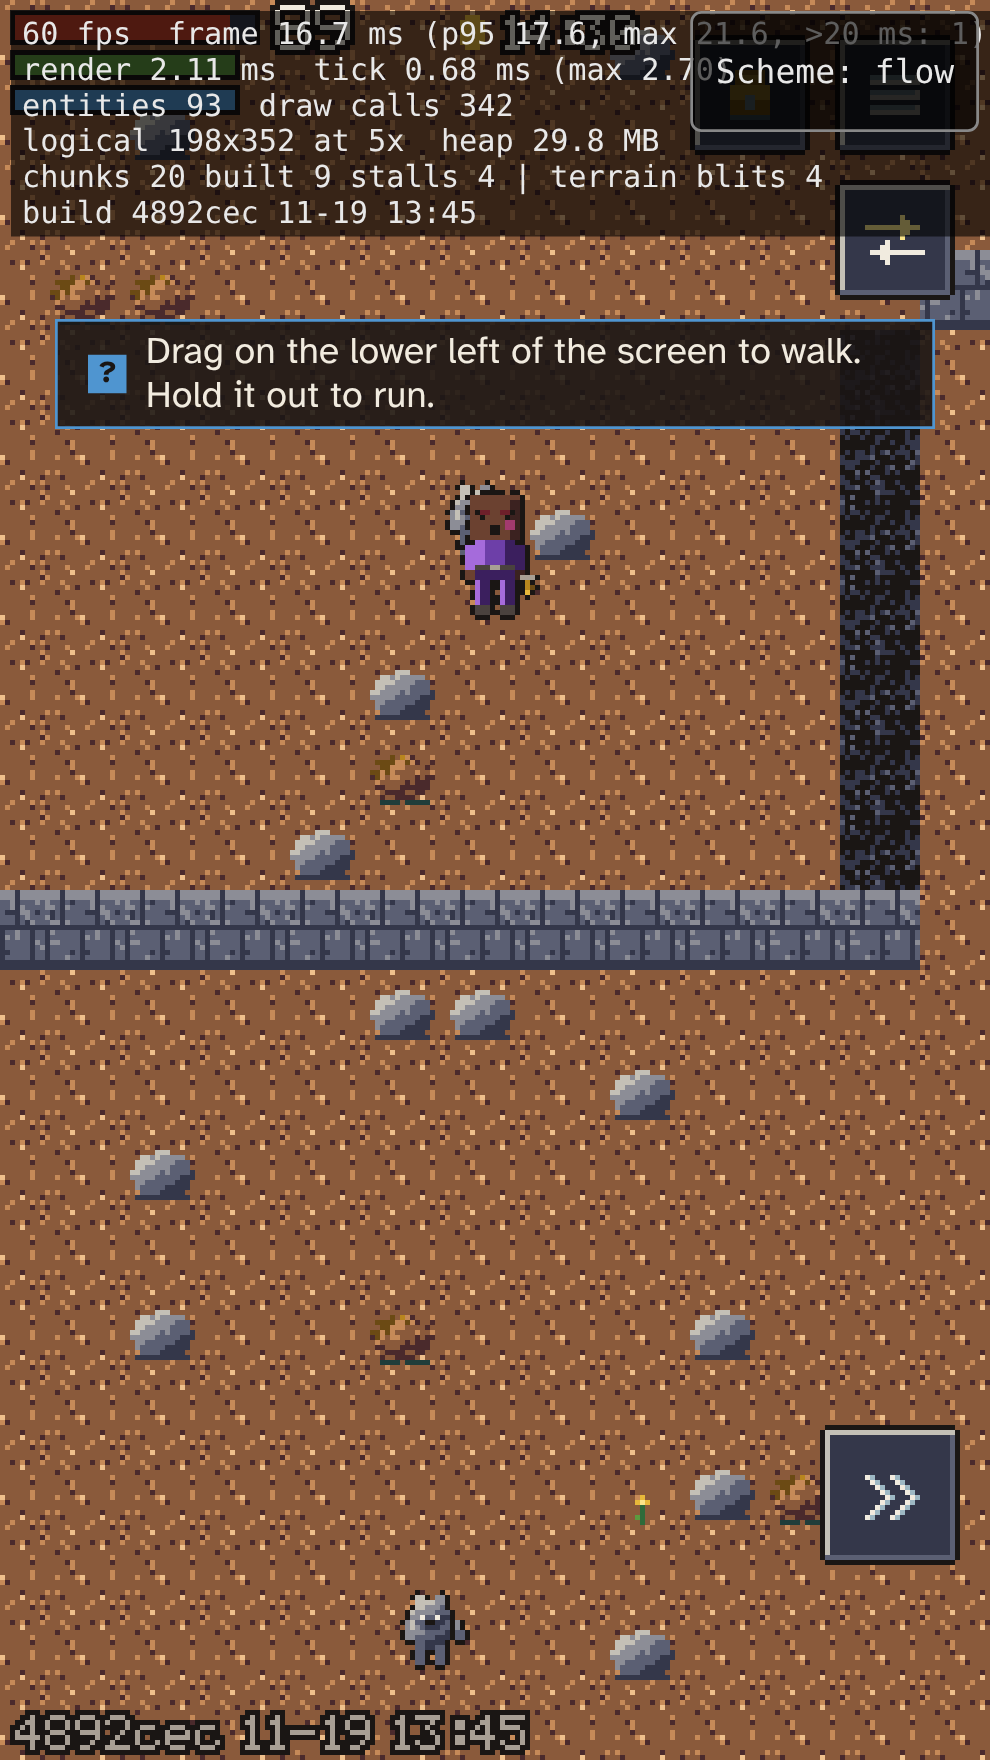 60 fps  frame 16.7 ms (p95 17.6, max 21.6, >20 ms: 1)
render 2.11 ms  tick 0.68 ms (max 2.70)
Scheme: flow
entities 93  draw calls 342
logical 198x352 at 5x  heap 29.8 MB
chunks 20 built 9 stalls 4 | terrain blits 4
build 4892cec 11-19 13:45
? Drag on the lower left of the screen to walk.
Hold it out to run.
4892cec 11-19 13:45